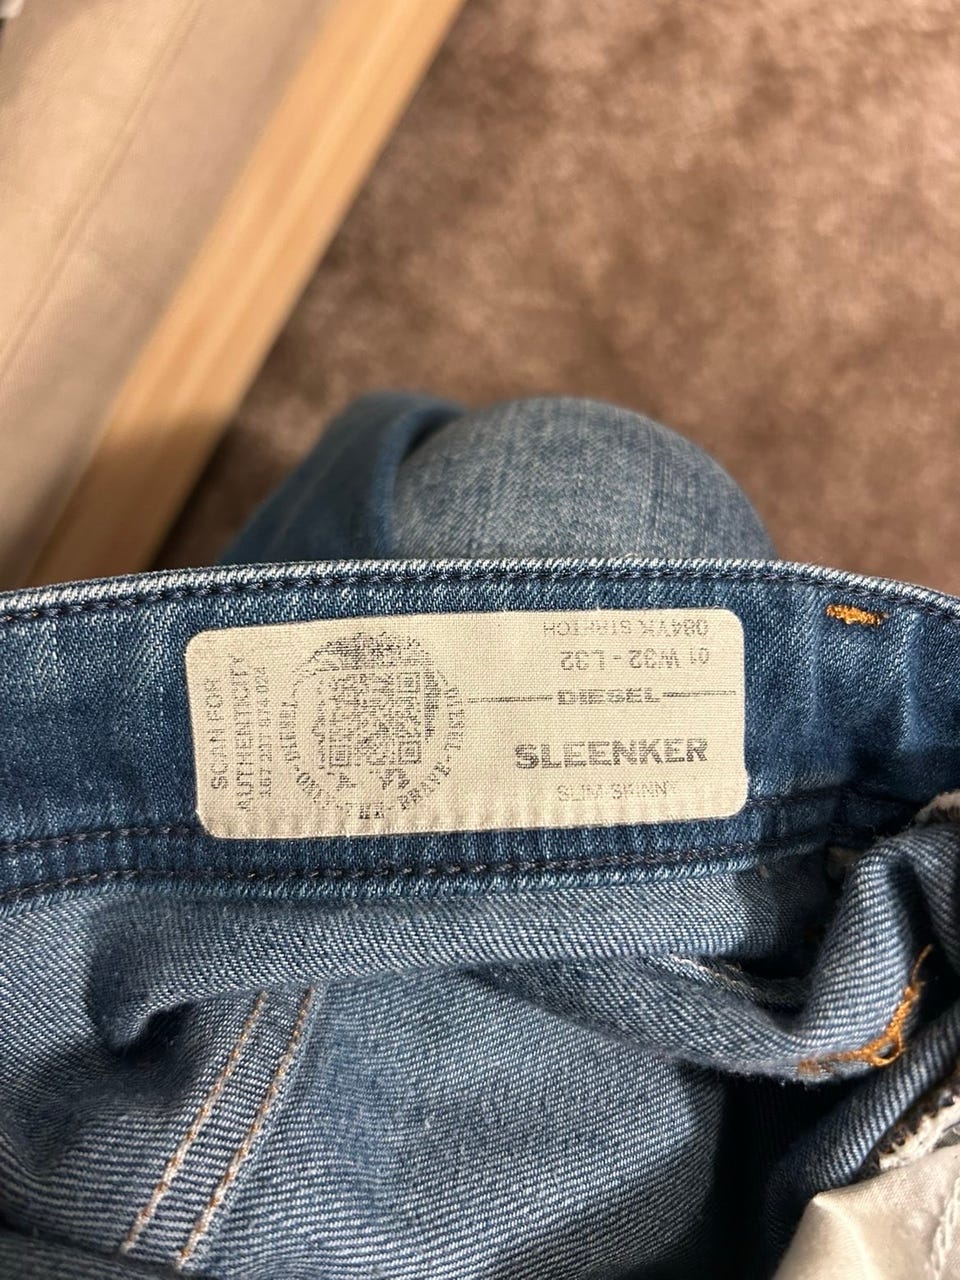 SCAN FOR
AUTHENTICITY
DIESEL
ONLY THE BRAVE
084YK STRETCH
01 W32 - L32
DIESEL
SLEENKER
SLIM SKINNY